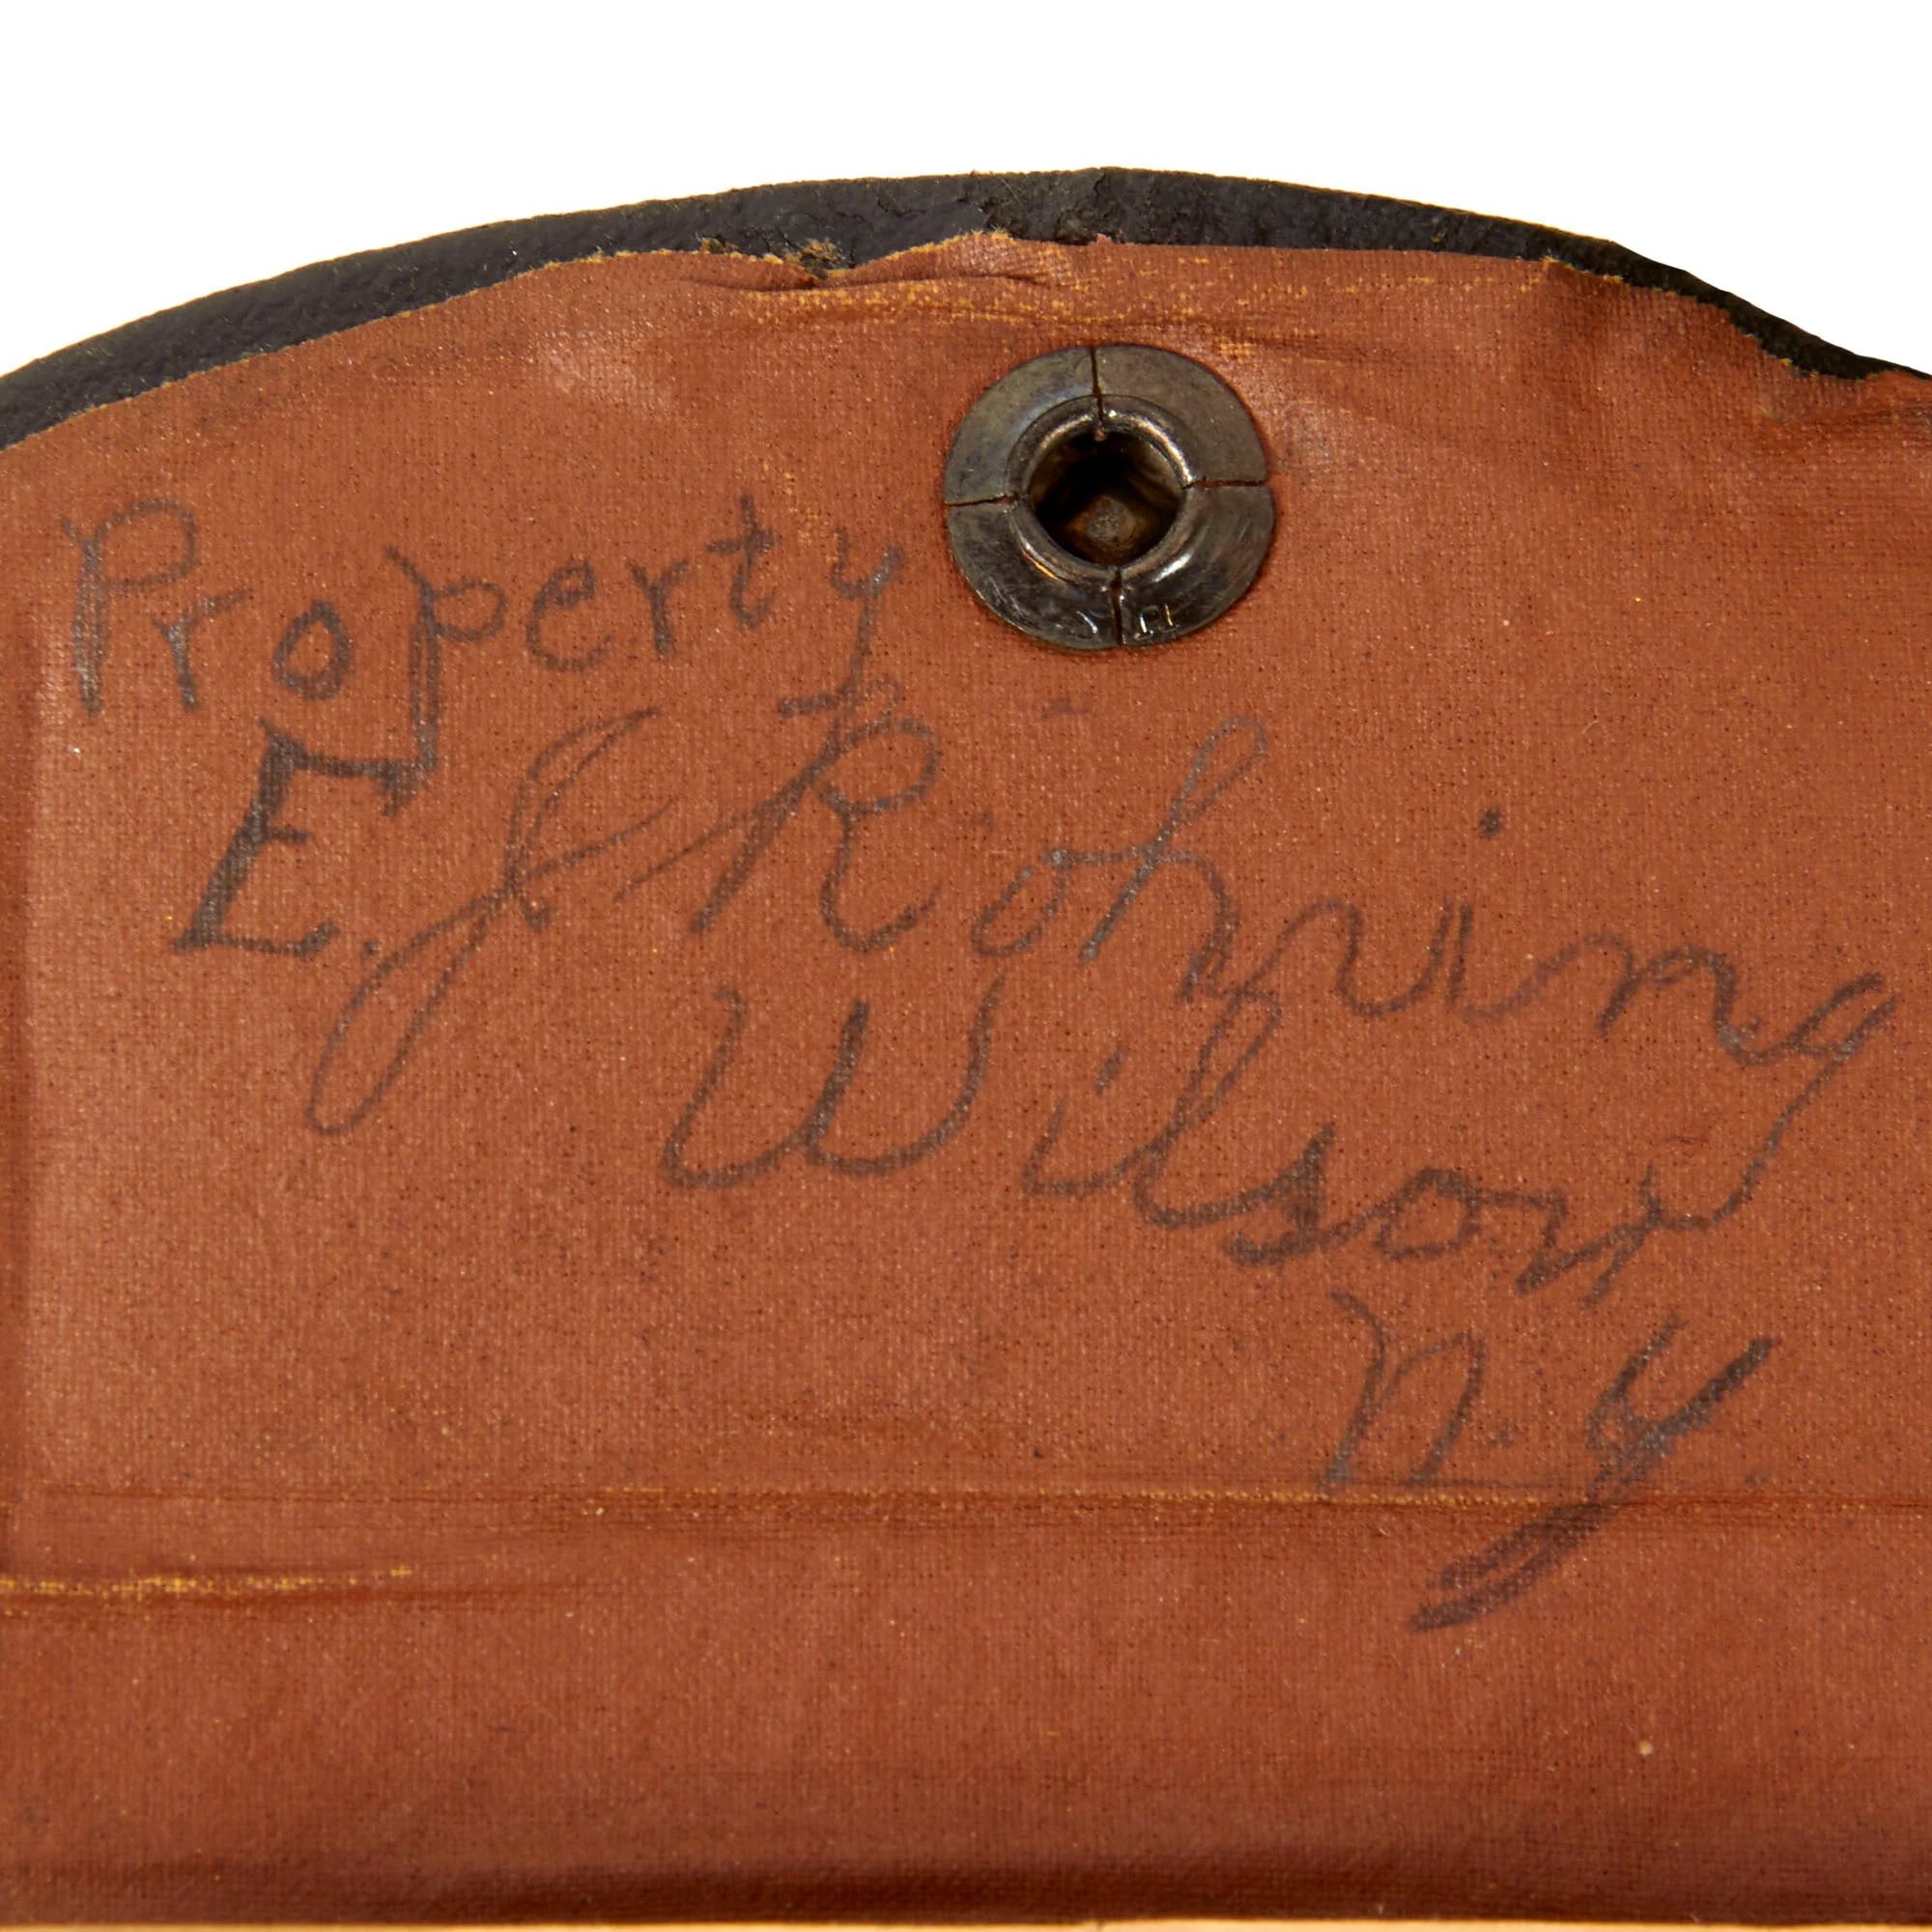 Property
E. J. Rohring
Wilson
N.Y.